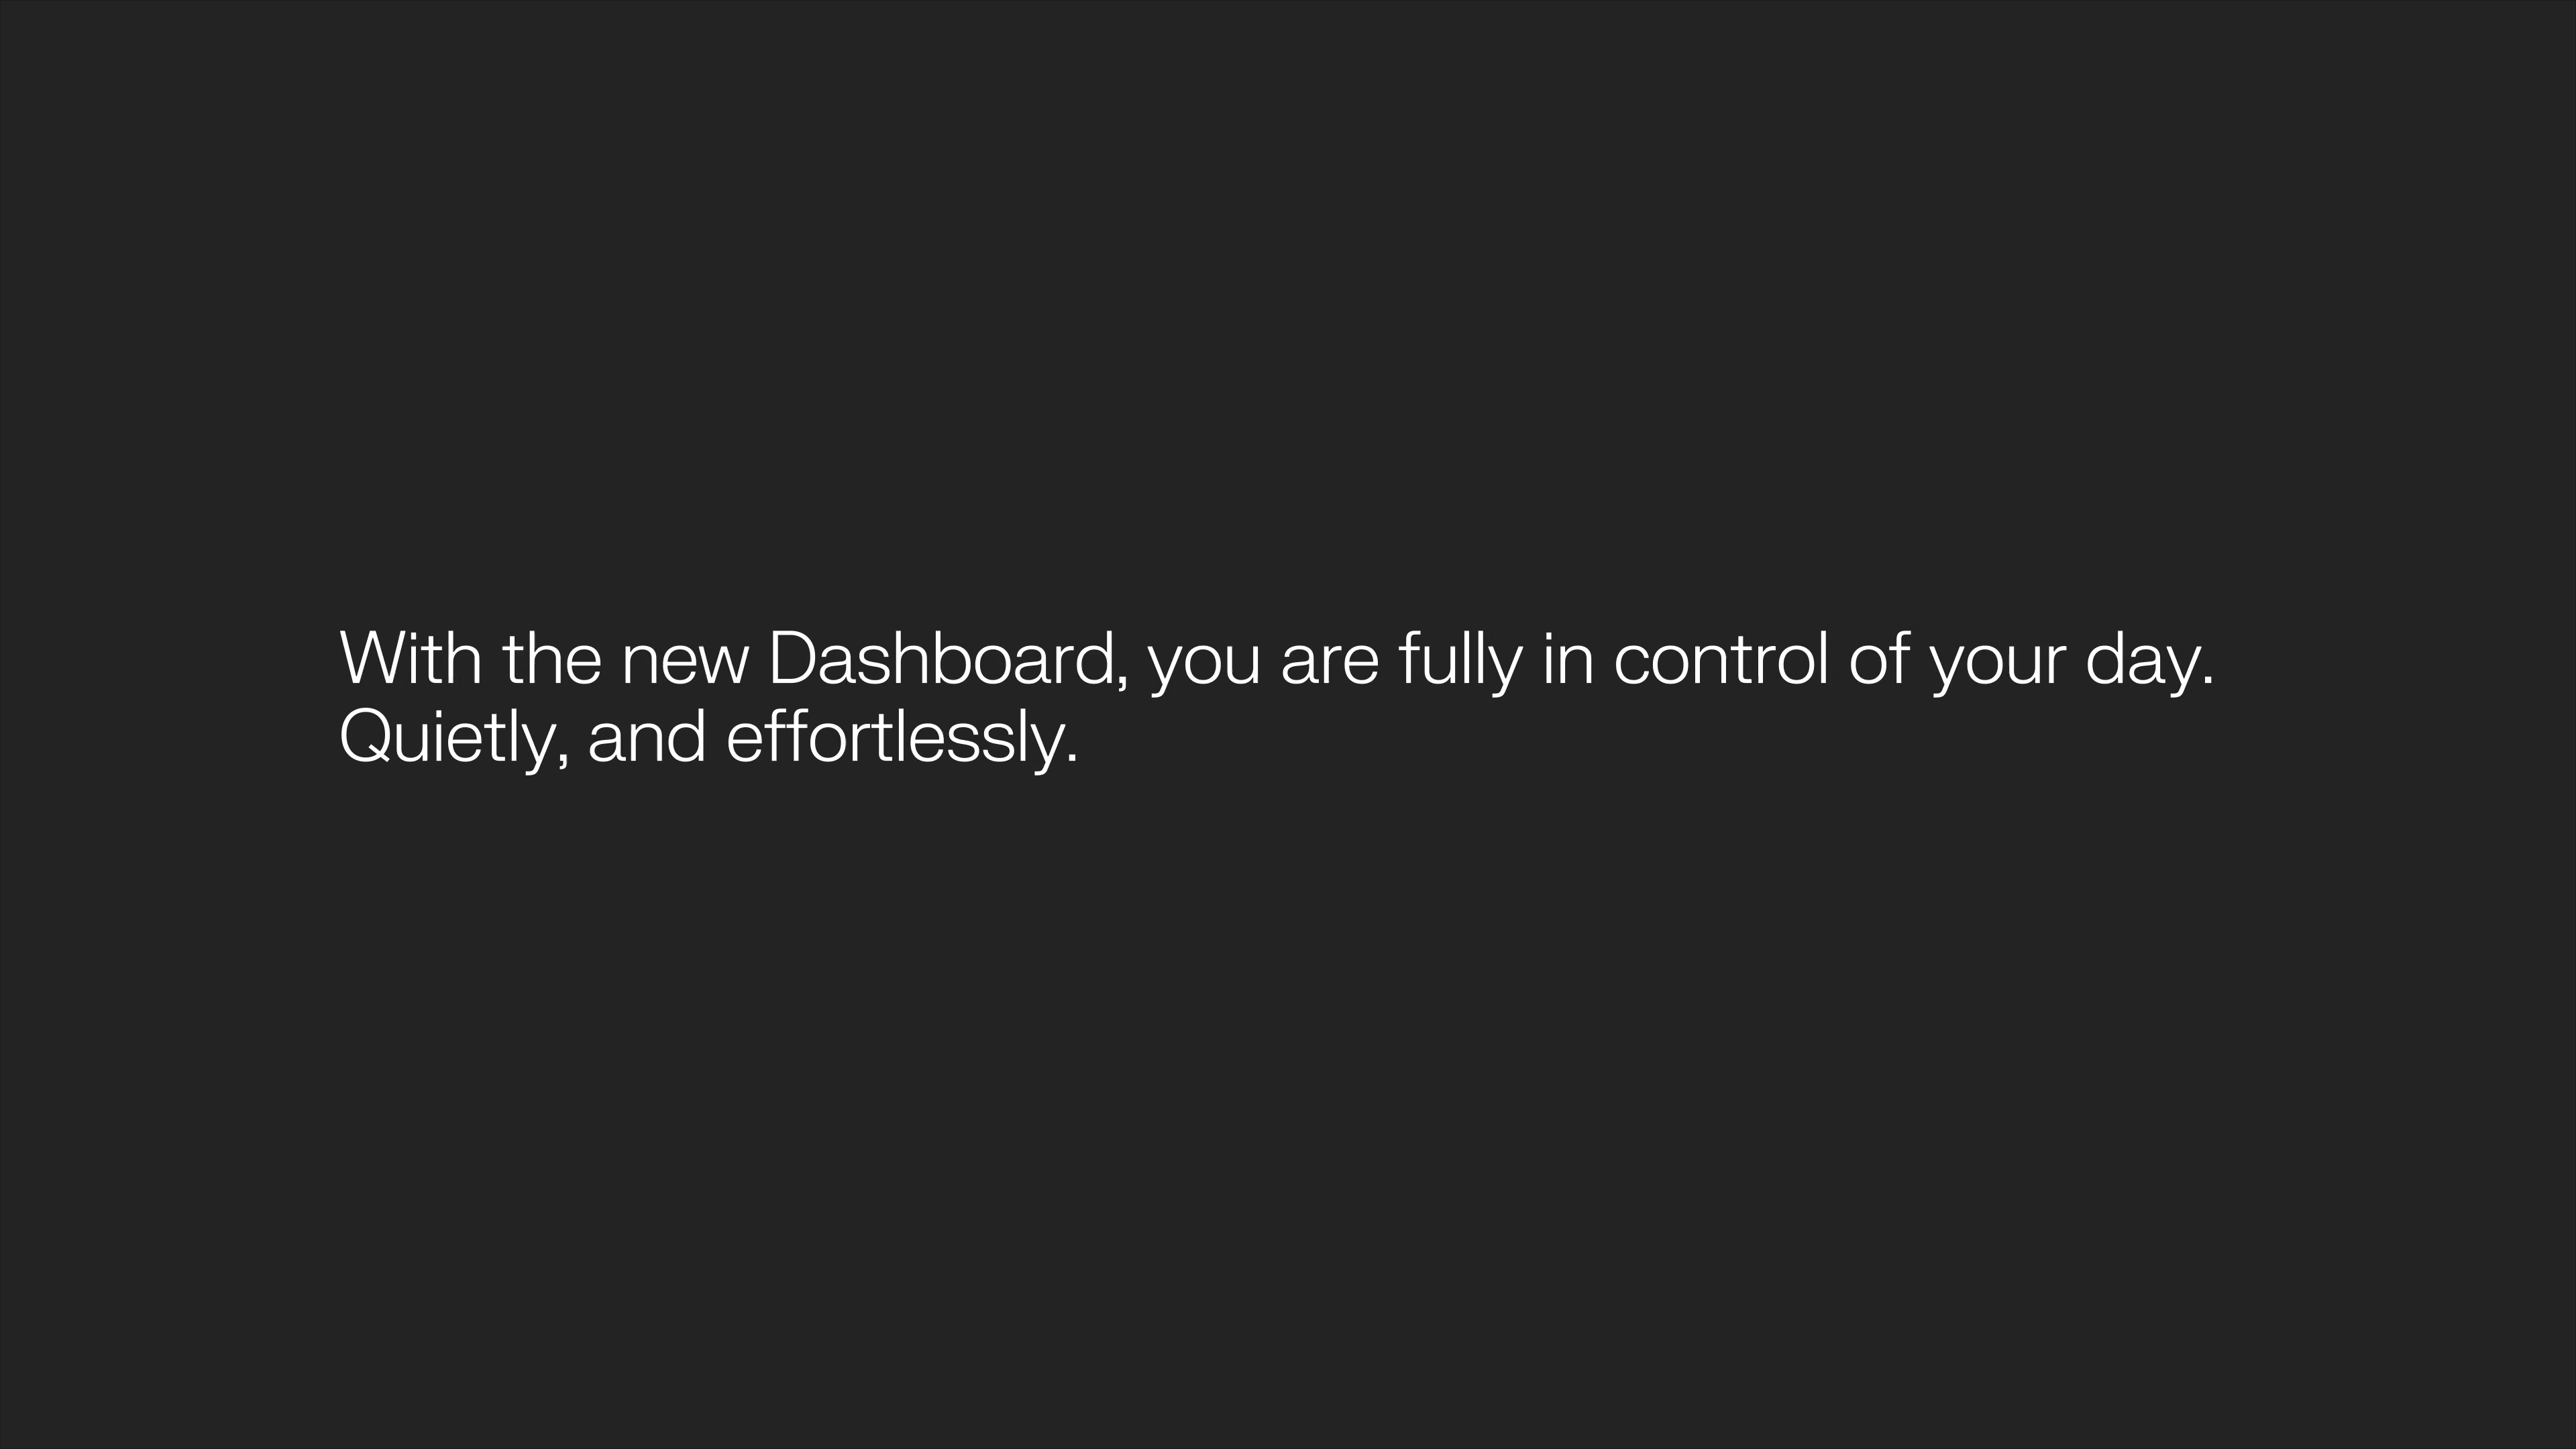 With the new Dashboard, you are fully in control of your day.
Quietly, and effortlessly.